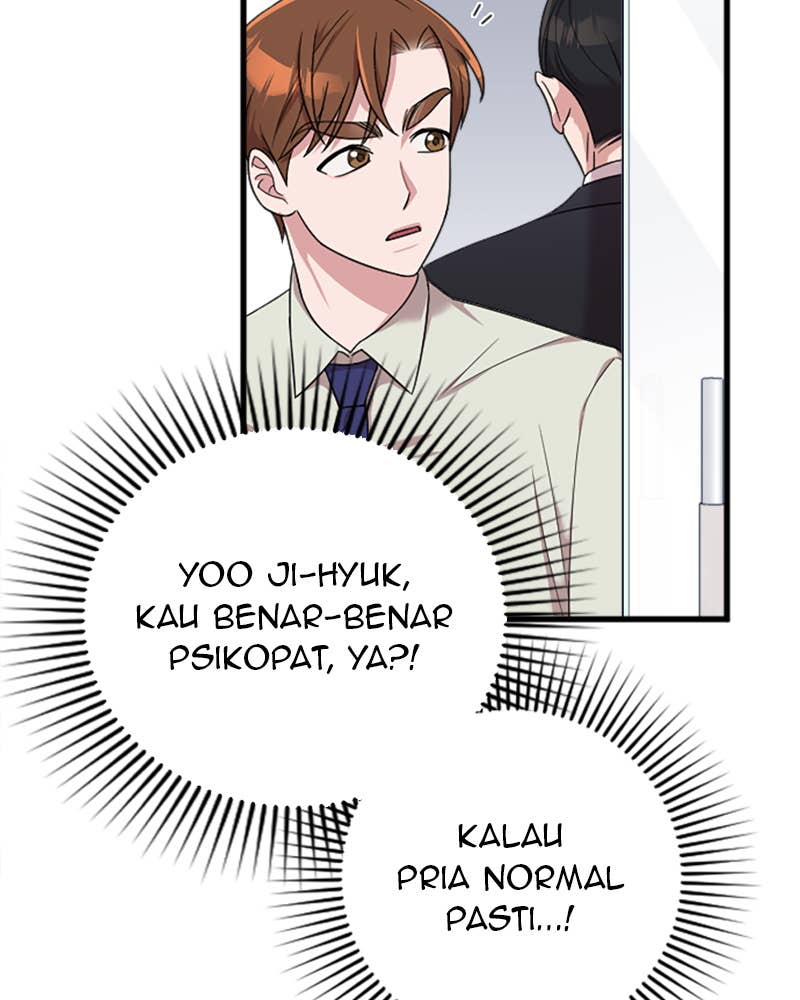 YOO JI-HYUK,
KAU BENAR-BENAR
PSIKOPAT, YA?!
KALAU
PRIA NORMAL
PASTI...!